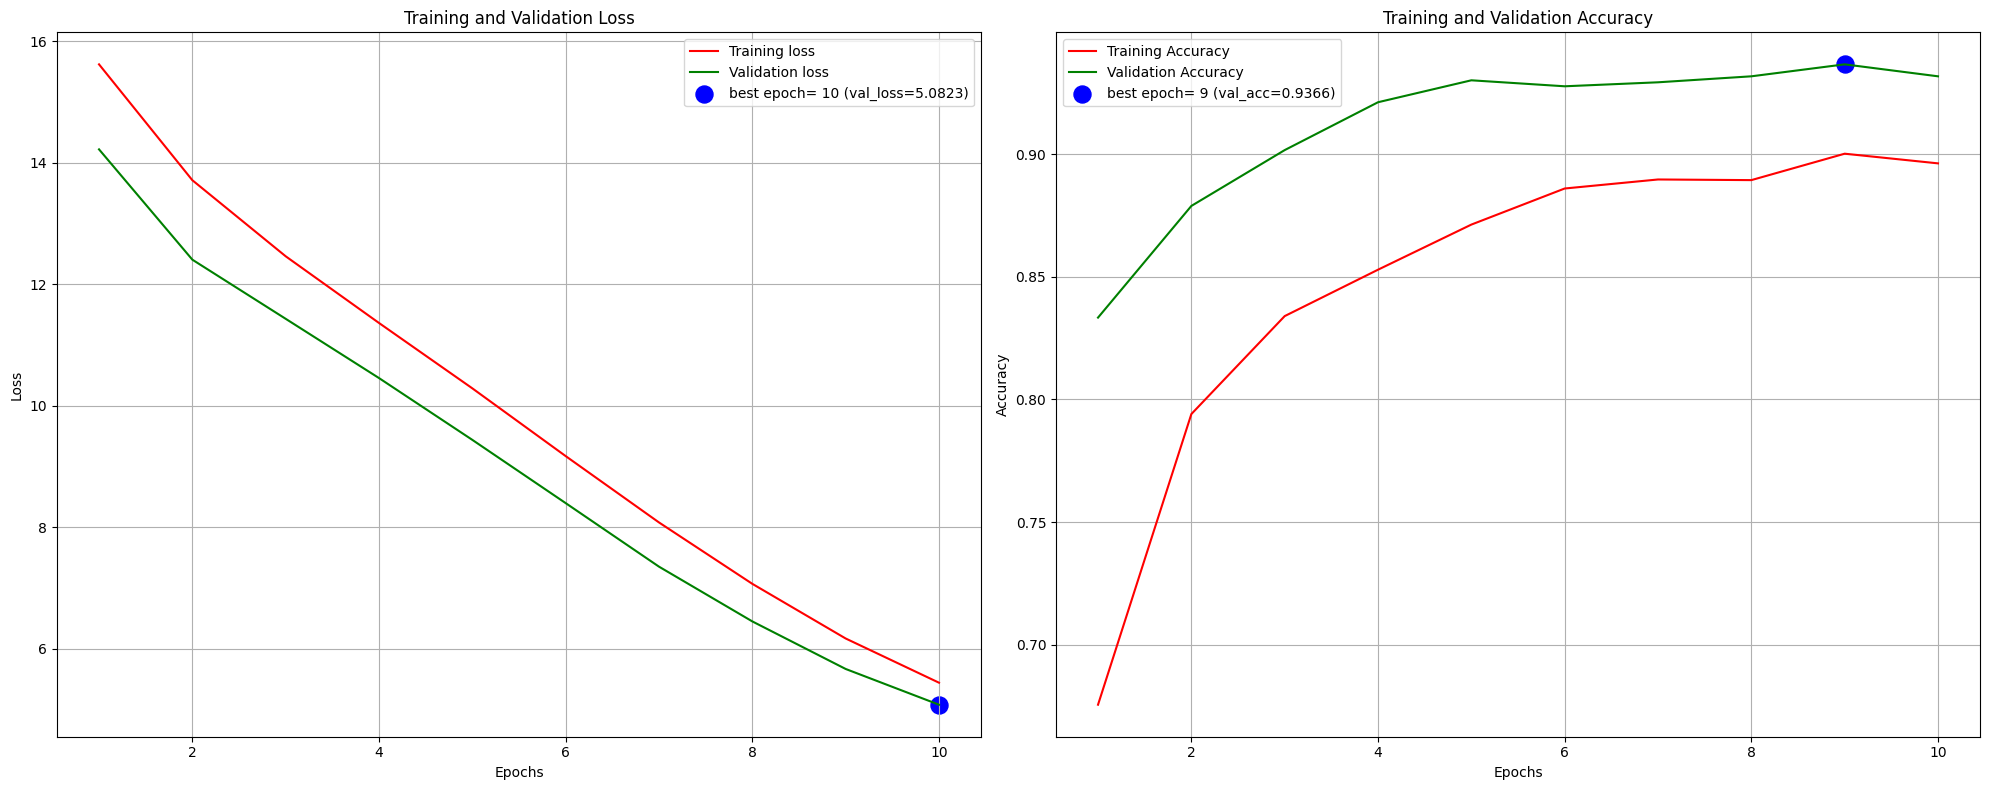 Training and Validation Loss
Training loss
Validation loss
best epoch= 10 (val_loss=5.0823)
16
14
12
10
8
6
Loss
2
4
6
8
10
Epochs
Training and Validation Accuracy
Training Accuracy
Validation Accuracy
best epoch= 9 (val_acc=0.9366)
0.90
0.85
0.80
0.75
0.70
Accuracy
2
4
6
8
10
Epochs